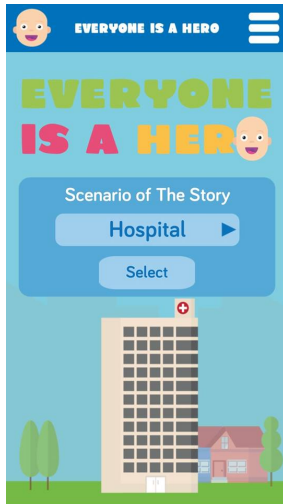 EVERYONE IS A HERO
EVERYONE
IS A HERO
Scenario of The Story
Hospital
Select